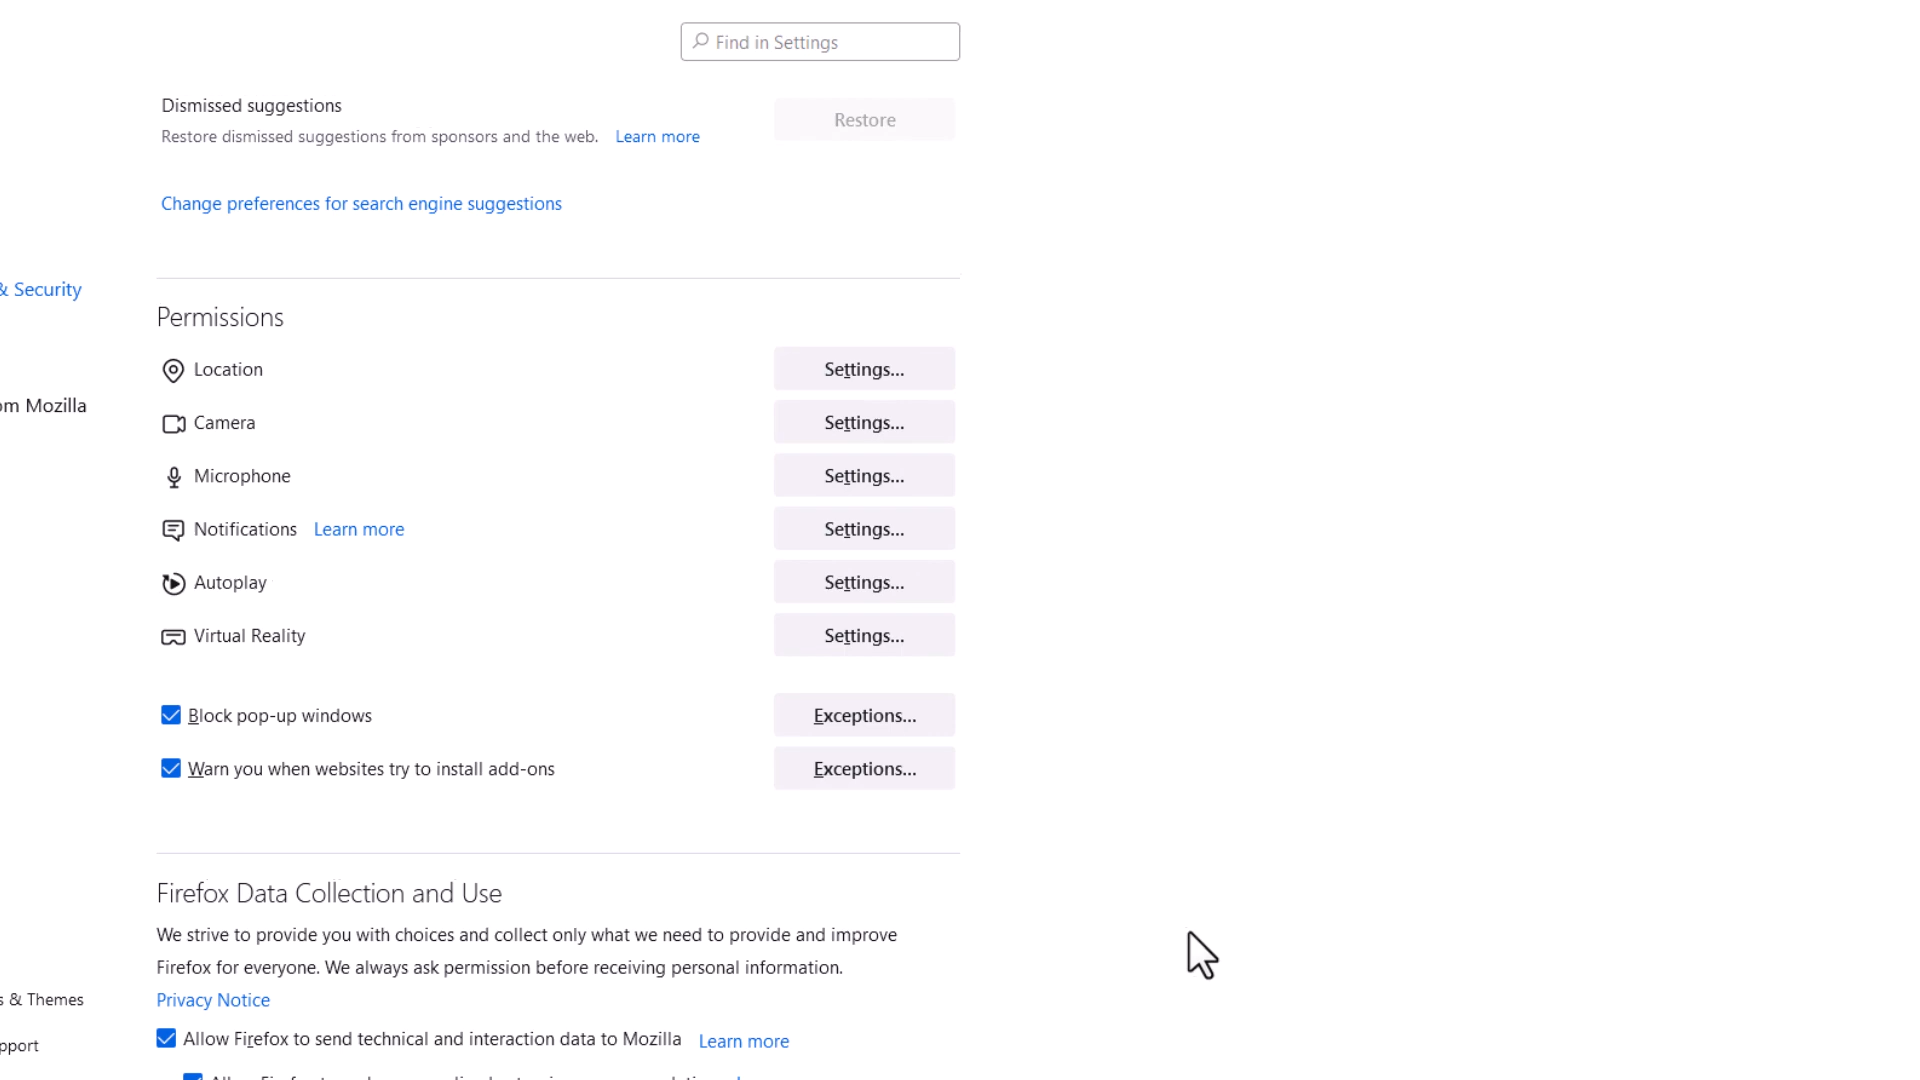 Find in Settings
Dismissed suggestions
Restore
Restore dismissed suggestions from sponsors and the web. Learn more
Change preferences for search engine suggestions
& Security
Permissions
Location Settings...
Camera Settings...
om Mozilla
Microphone Settings...
Notifications Learn more Settings...
Autoplay Settings...
Virtual Reality Settings...
Block pop-up windows Exceptions...
Warn you when websites try to install add-ons Exceptions...
Firefox Data Collection and Use
We strive to provide you with choices and collect only what we need to provide and improve
Firefox for everyone. We always ask permission before receiving personal information.
Privacy Notice
s & Themes
Allow Firefox to send technical and interaction data to Mozilla Learn more
pport